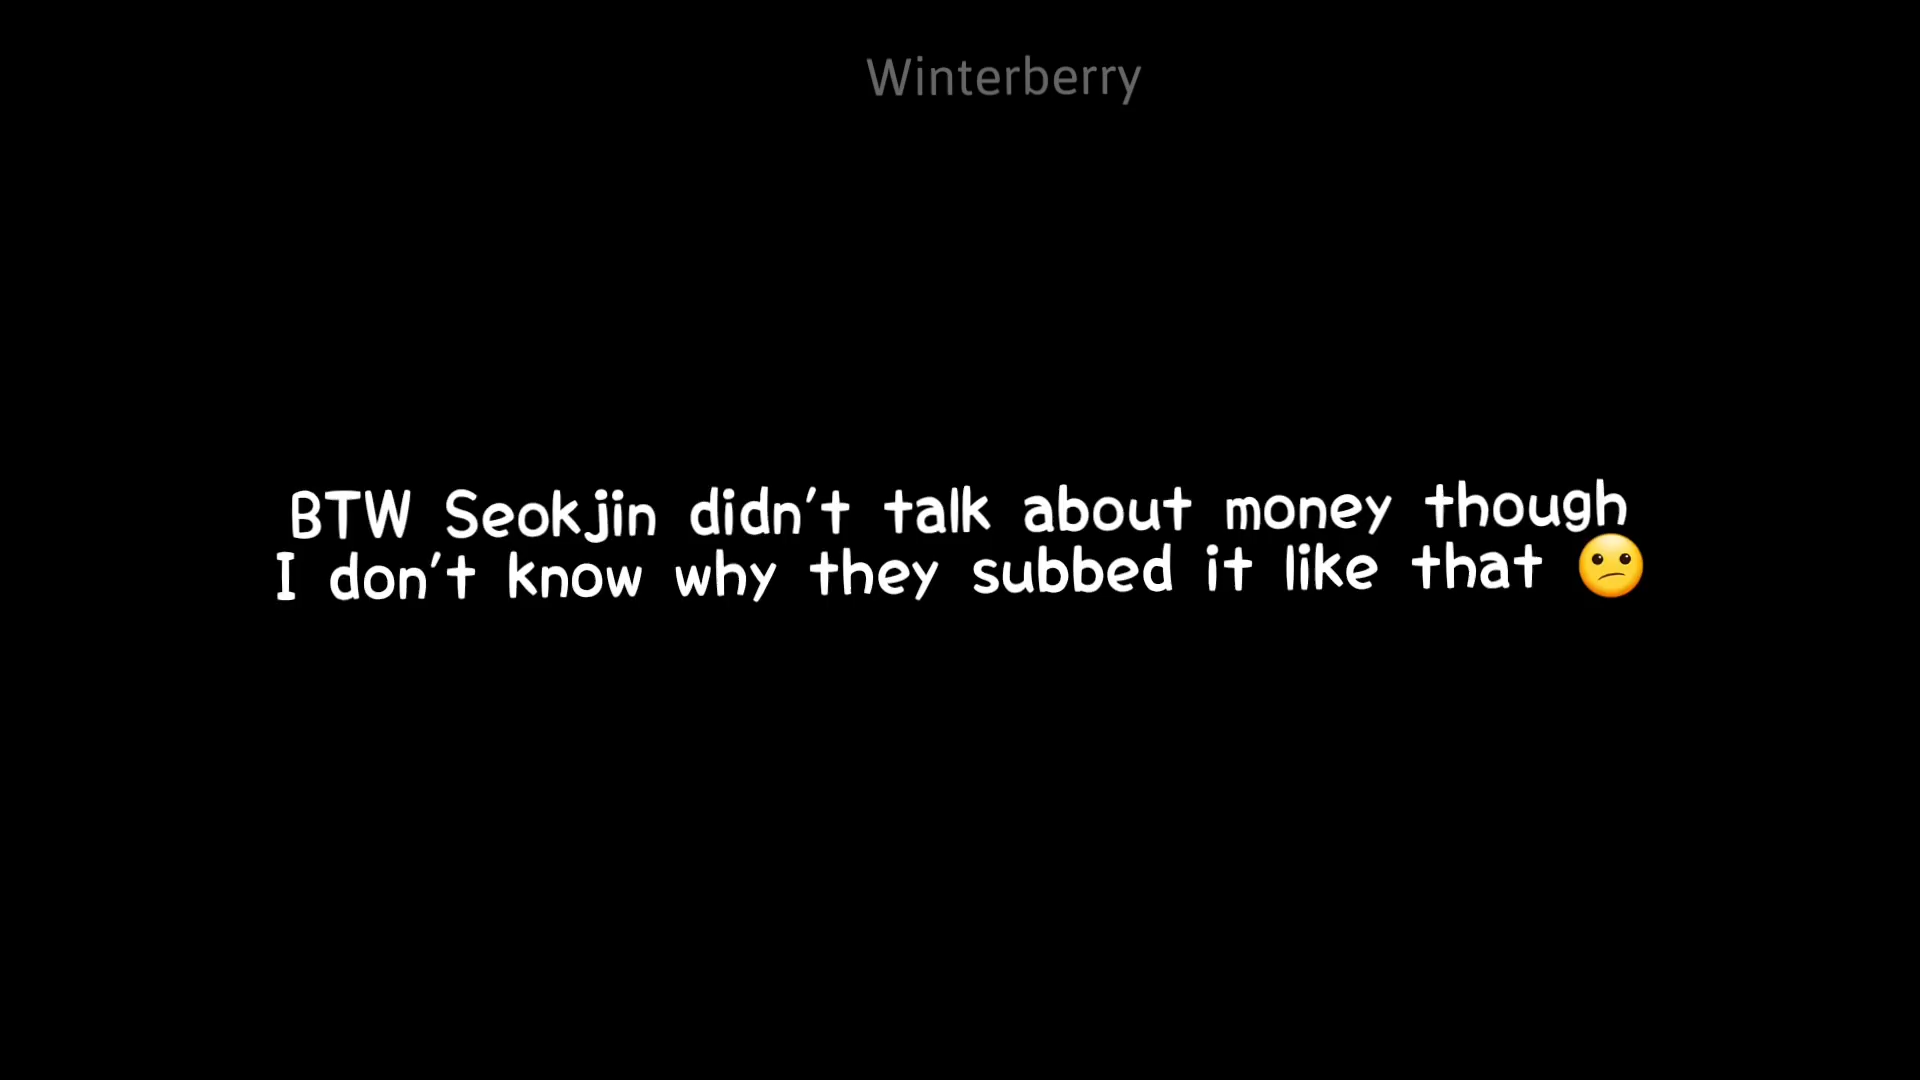 Winterberry
BTW Seokjin didn't talk about money though
I don't know why they subbed it like that 😕